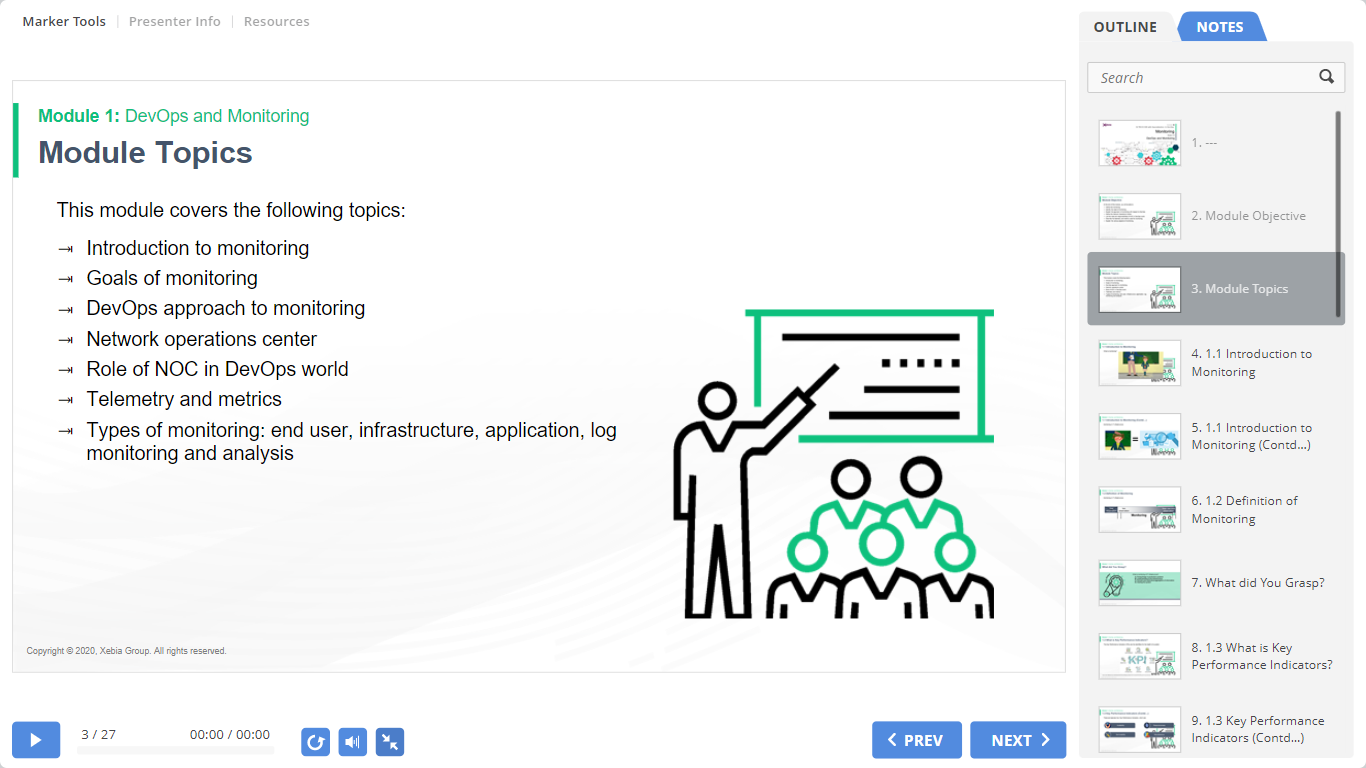 Marker Tools
Presenter Info
Resources
OUTLINE
NOTES
Search
Module 1: DevOps and Monitoring
Module Topics
This module covers the following topics:
⇥ Introduction to monitoring
⇥ Goals of monitoring
⇥ DevOps approach to monitoring
⇥ Network operations center
⇥ Role of NOC in DevOps world
⇥ Telemetry and metrics
⇥ Types of monitoring: end user, infrastructure, application, log
monitoring and analysis
Copyright © 2020, Xebia Group. All rights reserved.
1. ---
2. Module Objective
3. Module Topics
4. 1.1 Introduction to
Monitoring
5. 1.1 Introduction to
Monitoring (Contd...)
6. 1.2 Definition of
Monitoring
7. What did You Grasp?
8. 1.3 What is Key
Performance Indicators?
KPI
9. 1.3 Key Performance
Indicators (Contd...)
3 / 27
00:00 / 00:00
PREV
NEXT